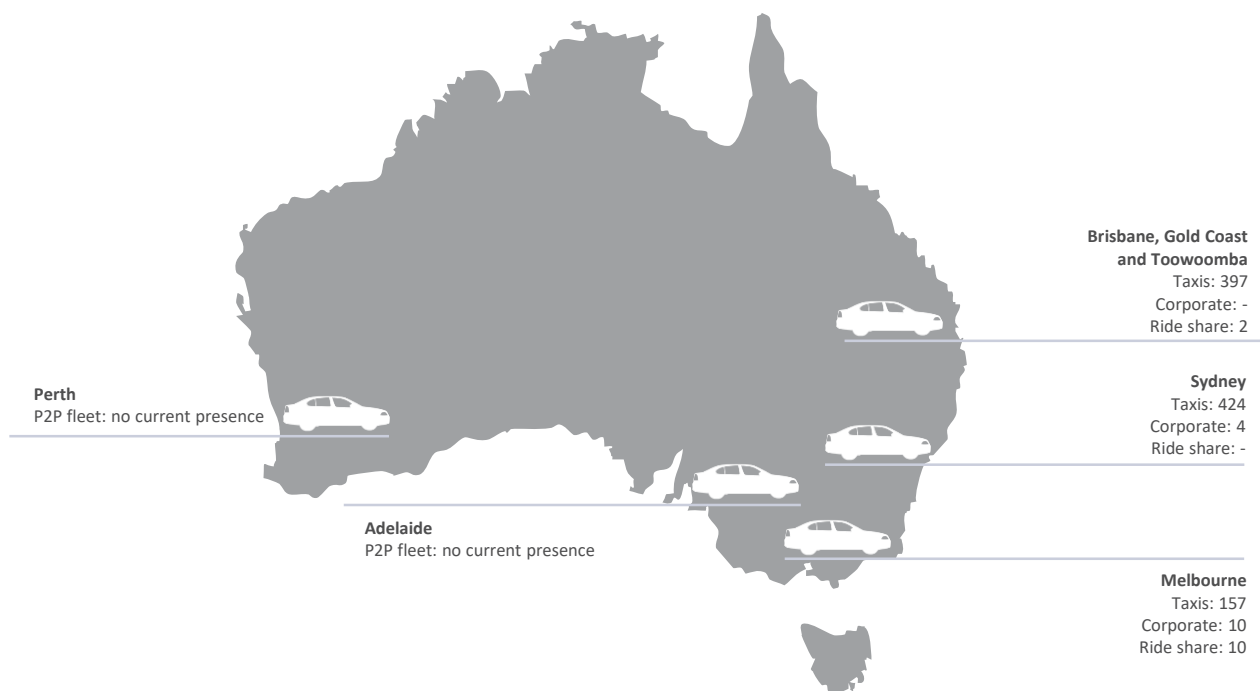 Brisbane, Gold Coast
and Toowoomba
Taxis: 397
Corporate: -
Ride share: 2
Sydney
Taxis: 424
Corporate: 4
Ride share: -
Perth
P2P fleet: no current presence
Adelaide
P2P fleet: no current presence
Melbourne
Taxis: 157
Corporate: 10
Ride share: 10